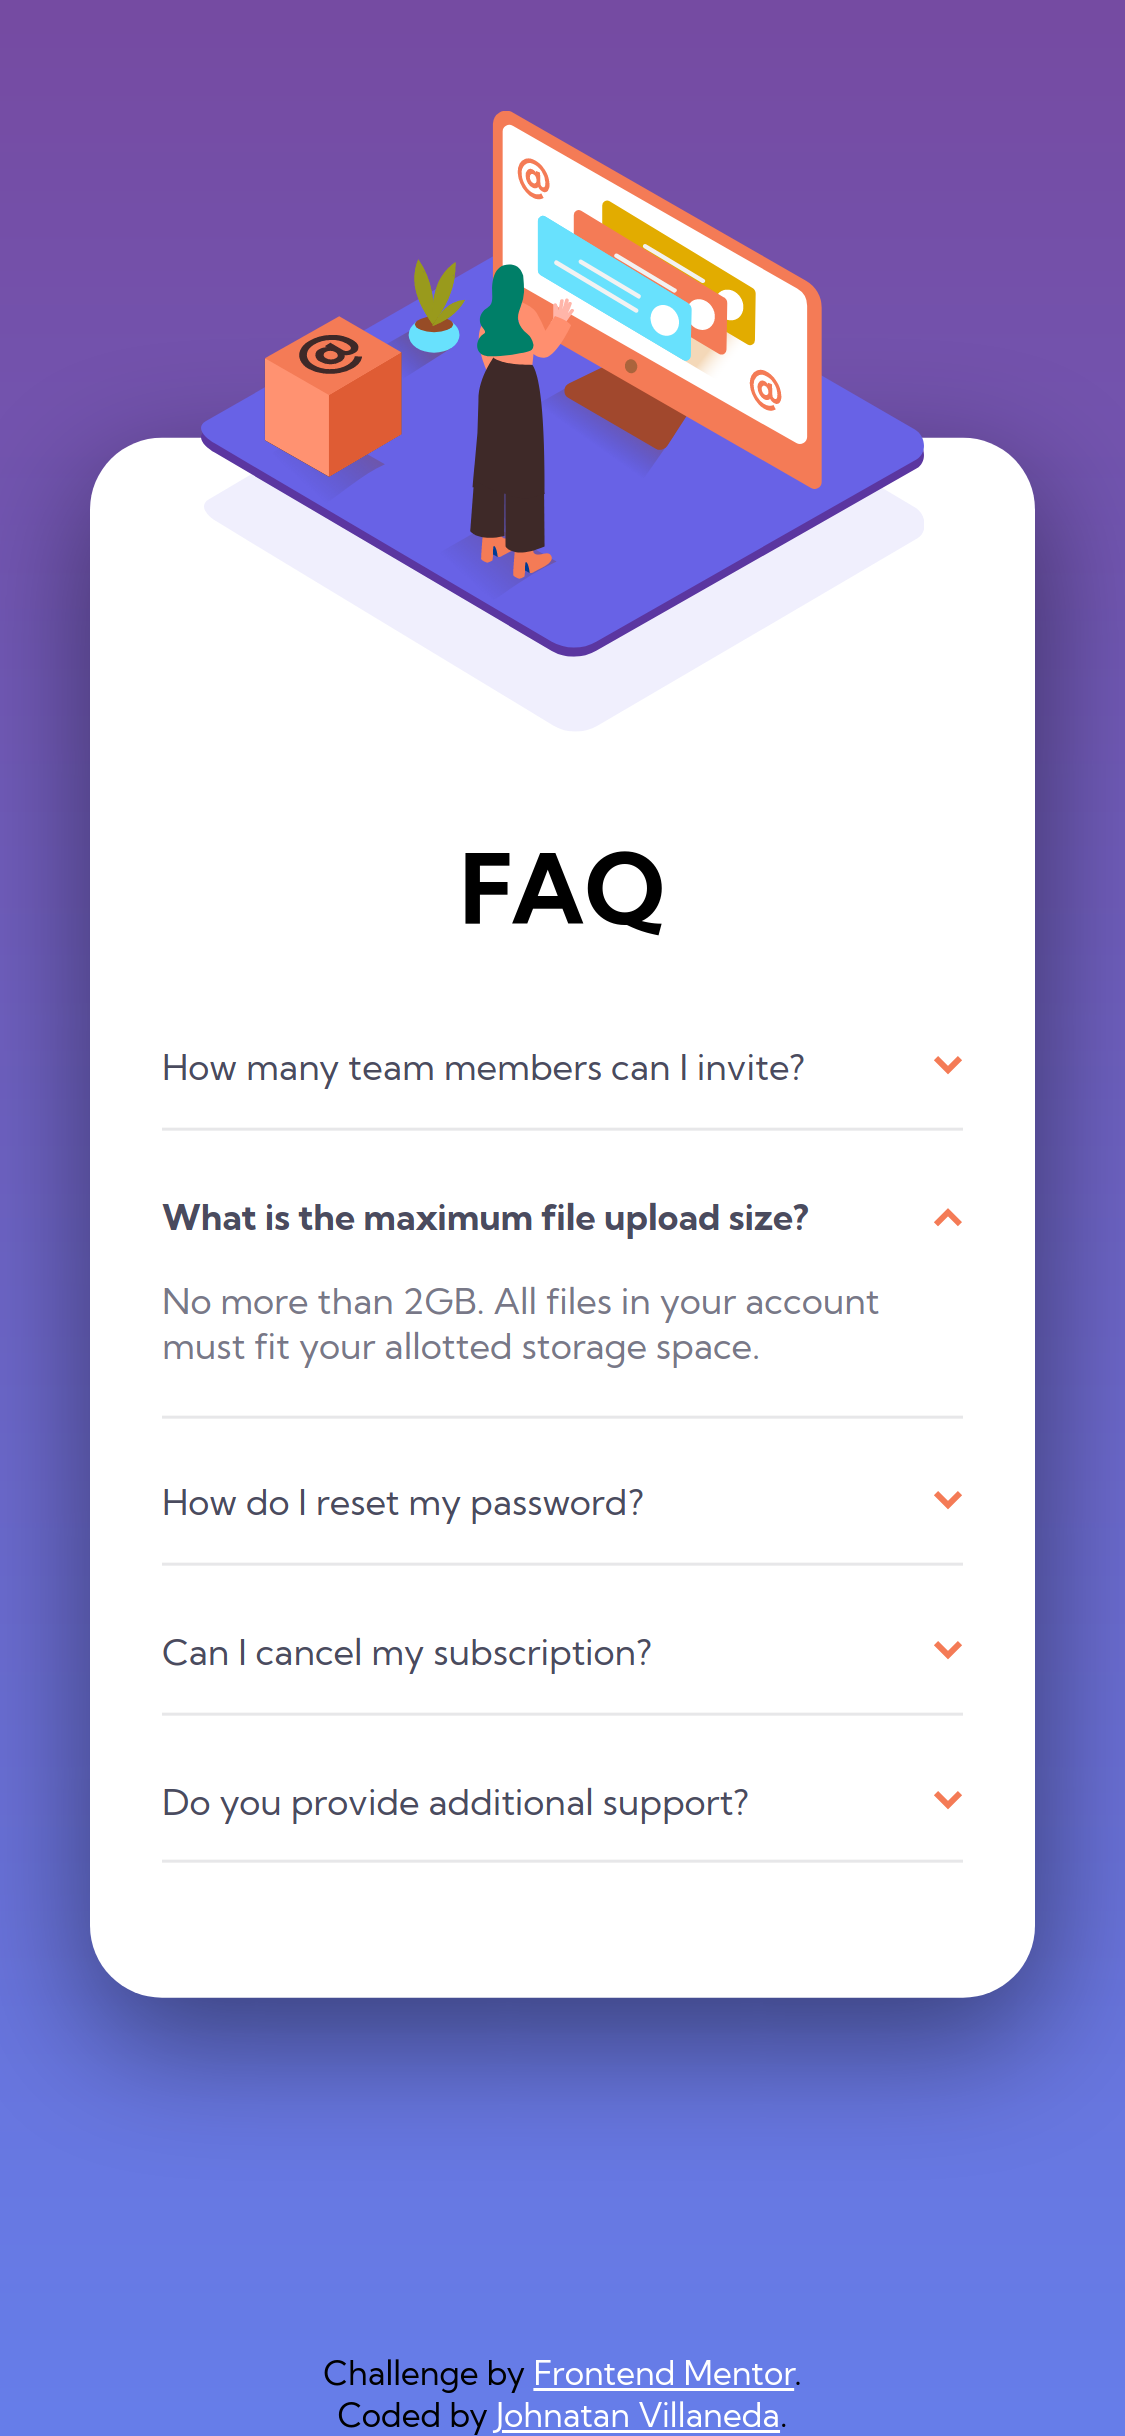 @
@
@
FAQ
How many team members can I invite?
What is the maximum file upload size?
No more than 2GB. All files in your account
must fit your allotted storage space.
How do I reset my password?
Can I cancel my subscription?
Do you provide additional support?
Challenge by Frontend Mentor.
Coded by Johnatan Villaneda.